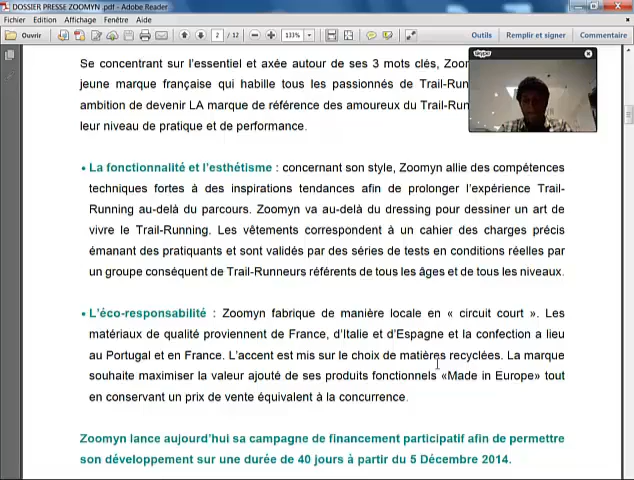 DOSSIER PRESSE ZOOMYN .pdf - Adobe Reader
Fichier Edition Affichage Fenêtre Aide
Ouvrir 2 / 12 133% Outils Remplir et signer Commentaire
skype
Se concentrant sur l'essentiel et axée autour de ses 3 mots clés, Zoom
jeune marque française qui habille tous les passionnés de Trail-Run
ambition de devenir LA marque de référence des amoureux du Trail-Run
leur niveau de pratique et de performance.
• La fonctionnalité et l'esthétisme : concernant son style, Zoomyn allie des compétences
techniques fortes à des inspirations tendances afin de prolonger l'expérience Trail-
Running au-delà du parcours. Zoomyn va au-delà du dressing pour dessiner un art de
vivre le Trail-Running. Les vêtements correspondent à un cahier des charges précis
émanant des pratiquants et sont validés par des séries de tests en conditions réelles par
un groupe conséquent de Trail-Runneurs référents de tous les âges et de tous les niveaux.
• L'éco-responsabilité : Zoomyn fabrique de manière locale en « circuit court ». Les
matériaux de qualité proviennent de France, d'Italie et d'Espagne et la confection a lieu
au Portugal et en France. L'accent est mis sur le choix de matières recyclées. La marque
souhaite maximiser la valeur ajouté de ses produits fonctionnels «Made in Europe» tout
en conservant un prix de vente équivalent à la concurrence.
Zoomyn lance aujourd'hui sa campagne de financement participatif afin de permettre
son développement sur une durée de 40 jours à partir du 5 Décembre 2014.